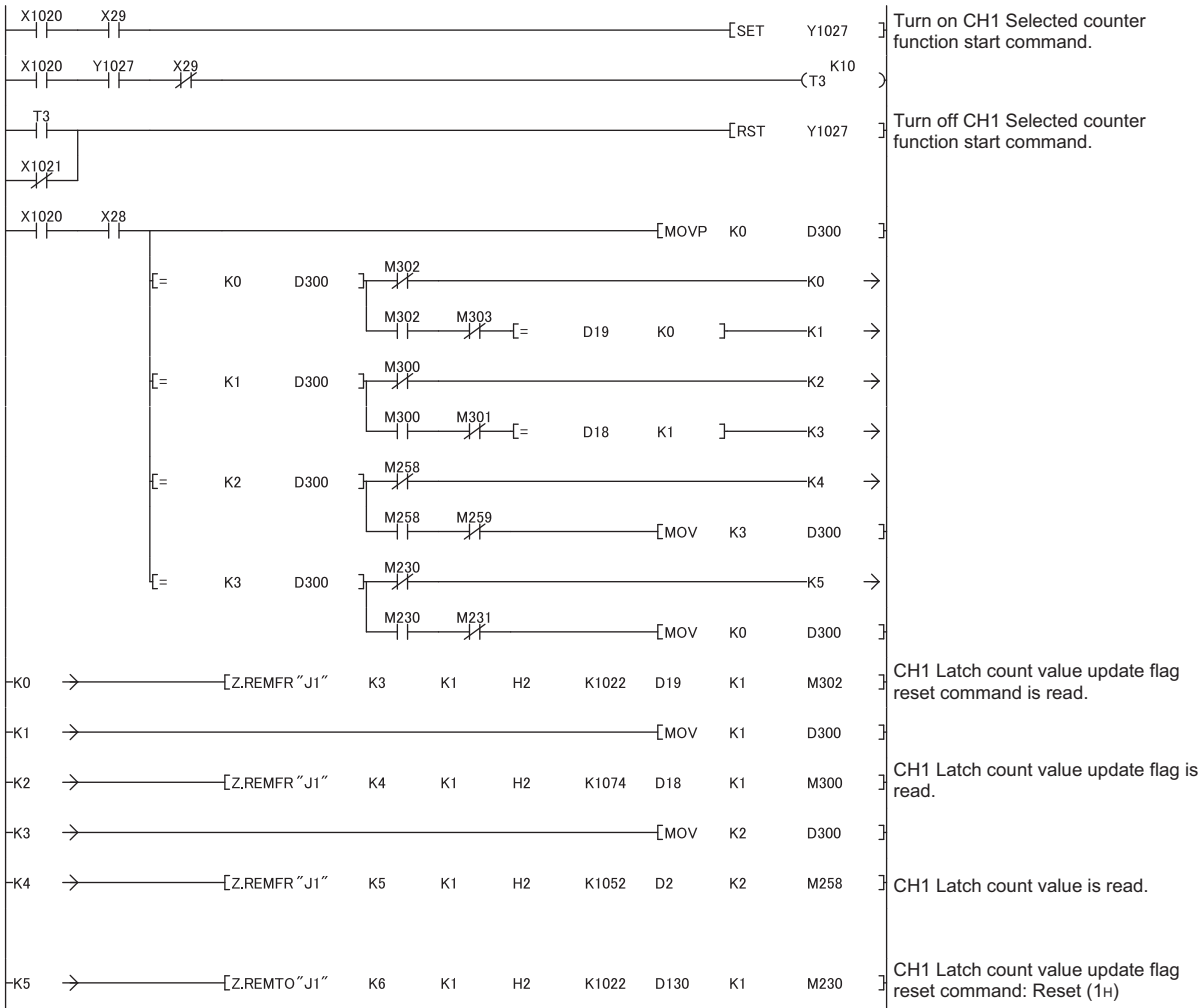 X1020 X29
[SET Y1027 ]
Turn on CH1 Selected counter
function start command.
X1020 Y1027 X29
K10
(T3 )
T3
[RST Y1027 ]
Turn off CH1 Selected counter
function start command.
X1021
X1020 X28
[MOVP K0 D300 ]
[= K0 D300 ] M302 K0
M302 M303 [= D19 K0 ] K1
[= K1 D300 ] M300 K2
M300 M301 [= D18 K1 ] K3
[= K2 D300 ] M258 K4
M258 M259 [MOV K3 D300 ]
[= K3 D300 ] M230 K5
M230 M231 [MOV K0 D300 ]
K0 [Z.REMFR "J1" K3 K1 H2 K1022 D19 K1 M302 ]
CH1 Latch count value update flag
reset command is read.
K1 [MOV K1 D300 ]
K2 [Z.REMFR "J1" K4 K1 H2 K1074 D18 K1 M300 ]
CH1 Latch count value update flag is
read.
K3 [MOV K2 D300 ]
K4 [Z.REMFR "J1" K5 K1 H2 K1052 D2 K2 M258 ]
CH1 Latch count value is read.
K5 [Z.REMTO "J1" K6 K1 H2 K1022 D130 K1 M230 ]
CH1 Latch count value update flag
reset command: Reset (1H)